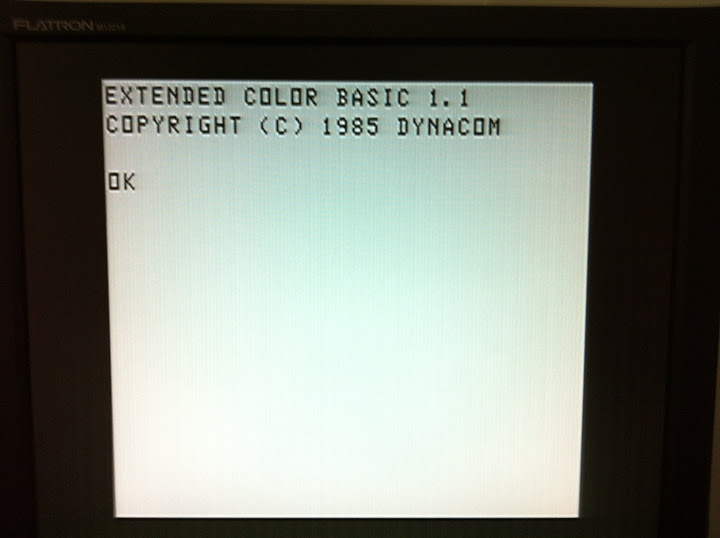 FLATRON
EXTENDED COLOR BASIC 1.1
COPYRIGHT (C) 1985 DYNACOM
OK